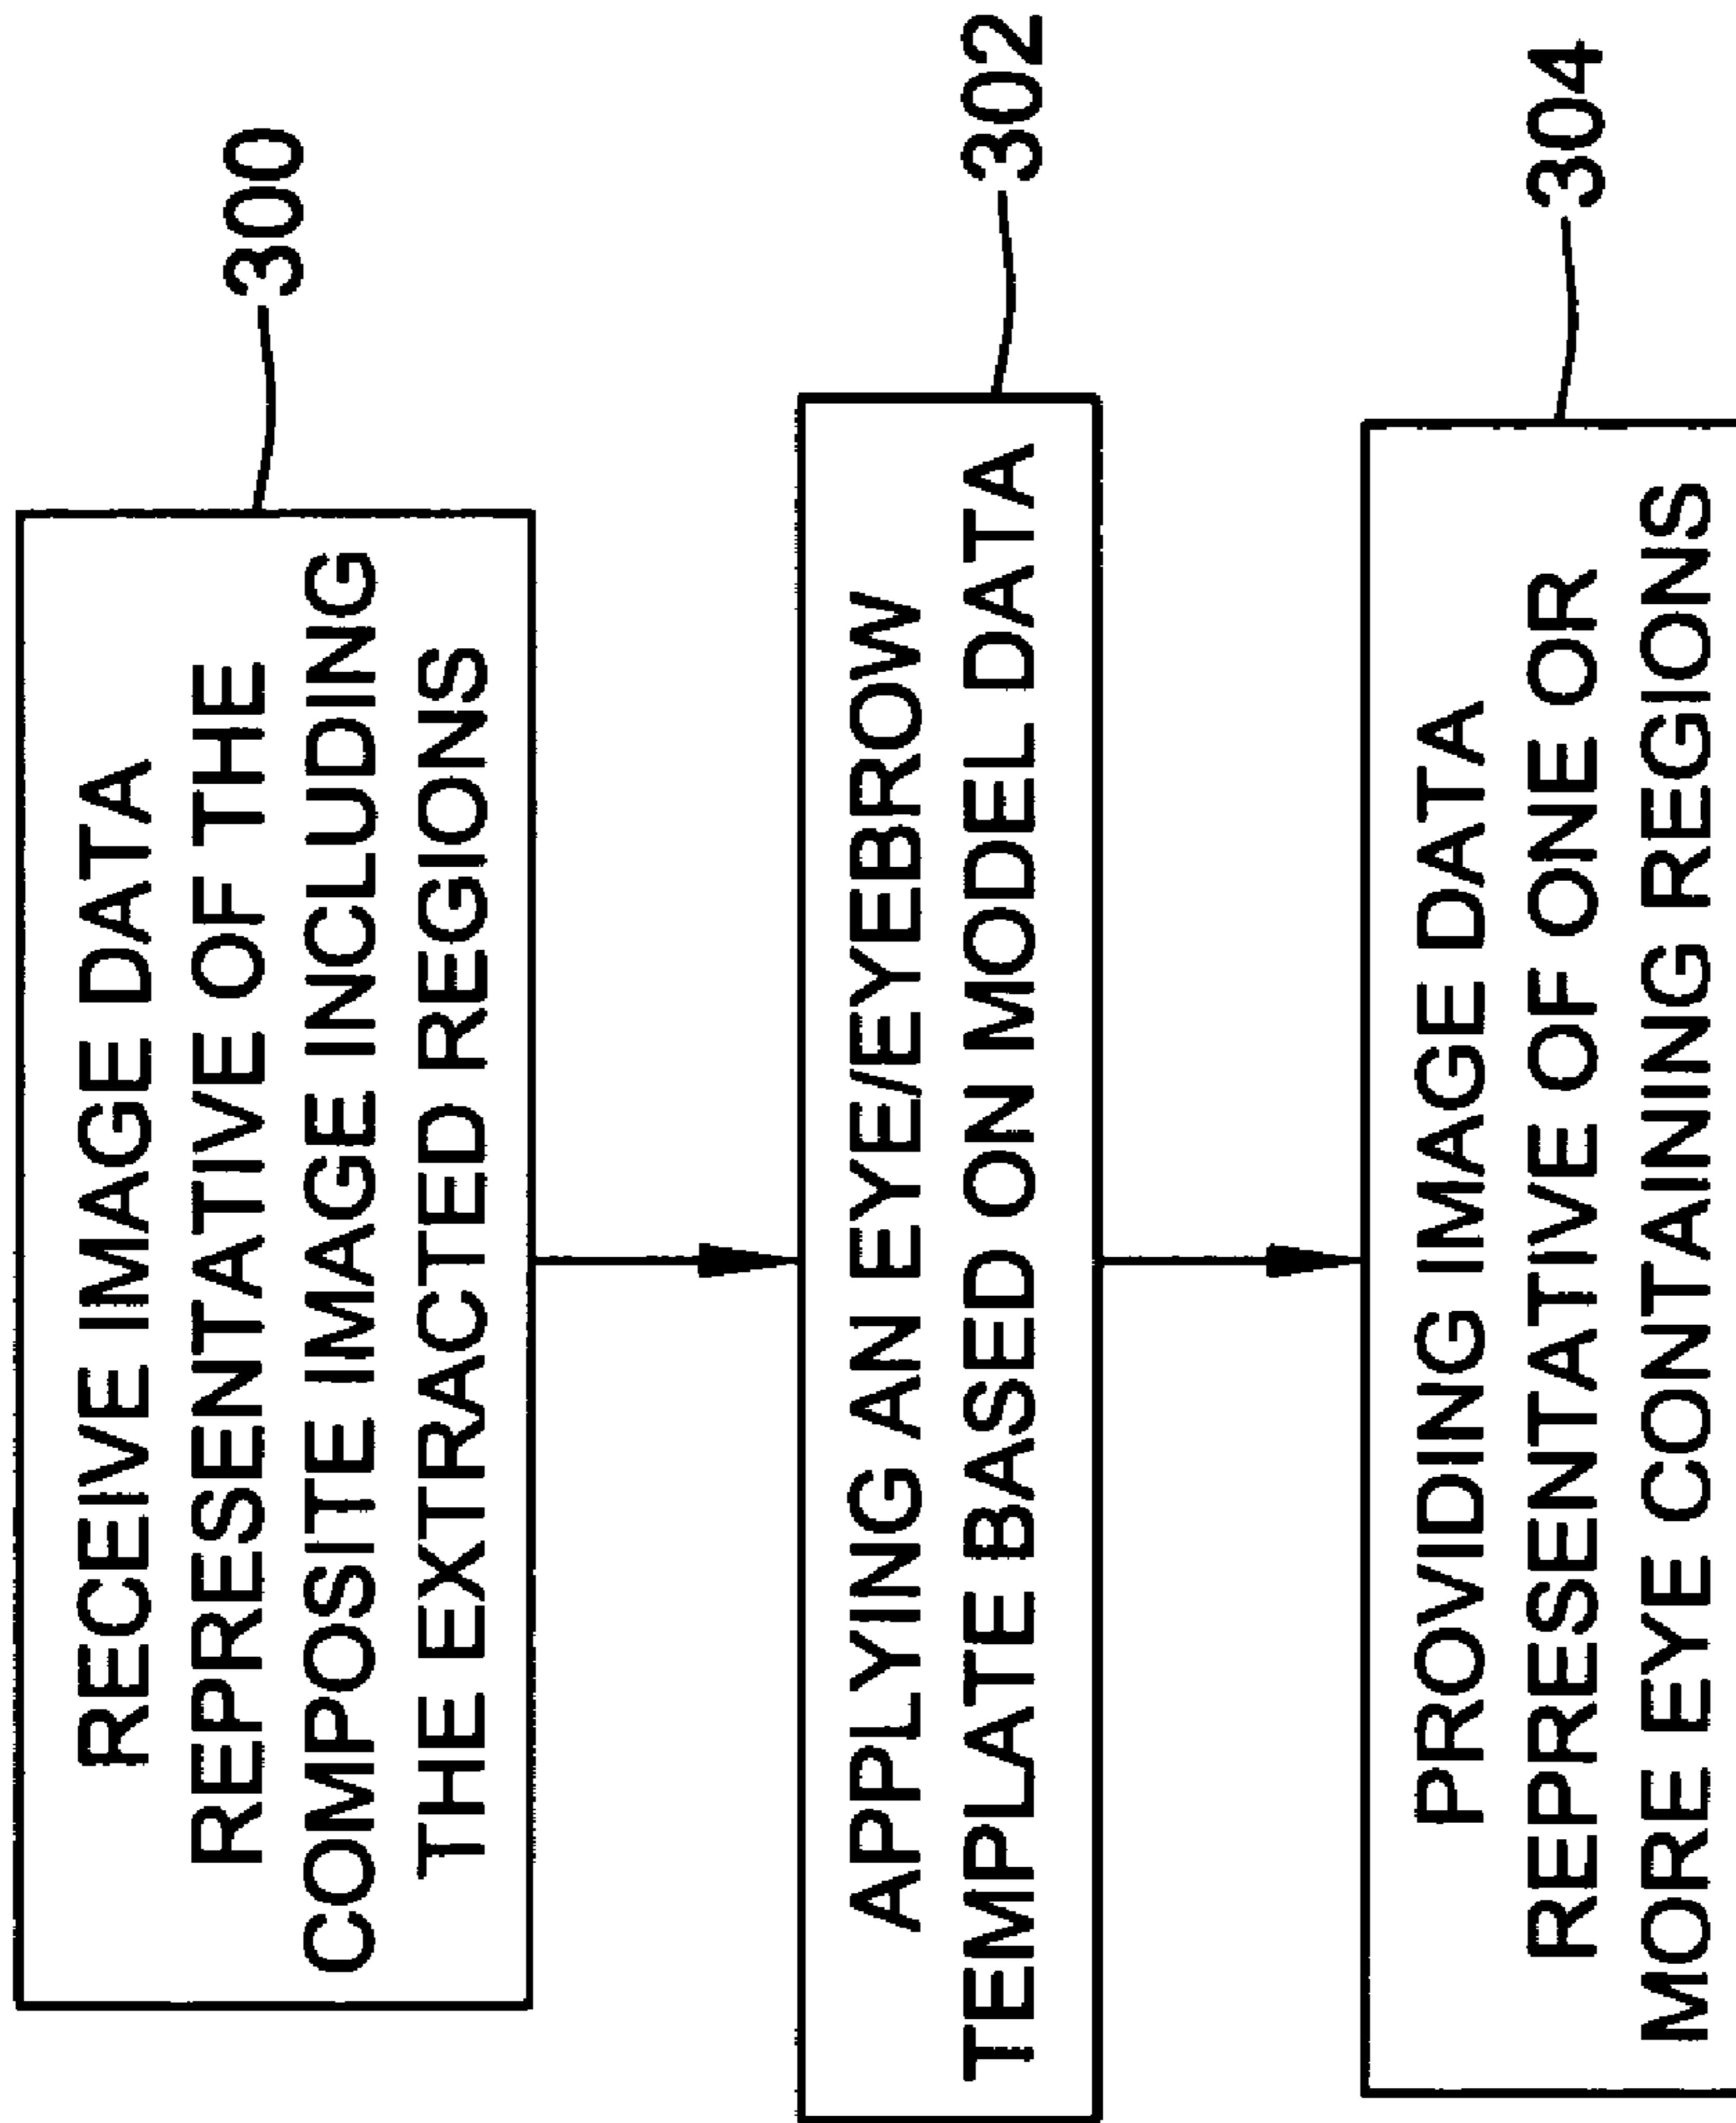 RECEIVE IMAGE DATA
REPRESENTATIVE OF THE
COMPOSITE IMAGE INCLUDING
THE EXTRACTED REGIONS
300
APPLYING AN EYE/EYEBROW
TEMPLATE BASED ON MODEL DATA
302
PROVIDING IMAGE DATA
REPRESENTATIVE OF ONE OR
MORE EYE CONTAINING REGIONS
304